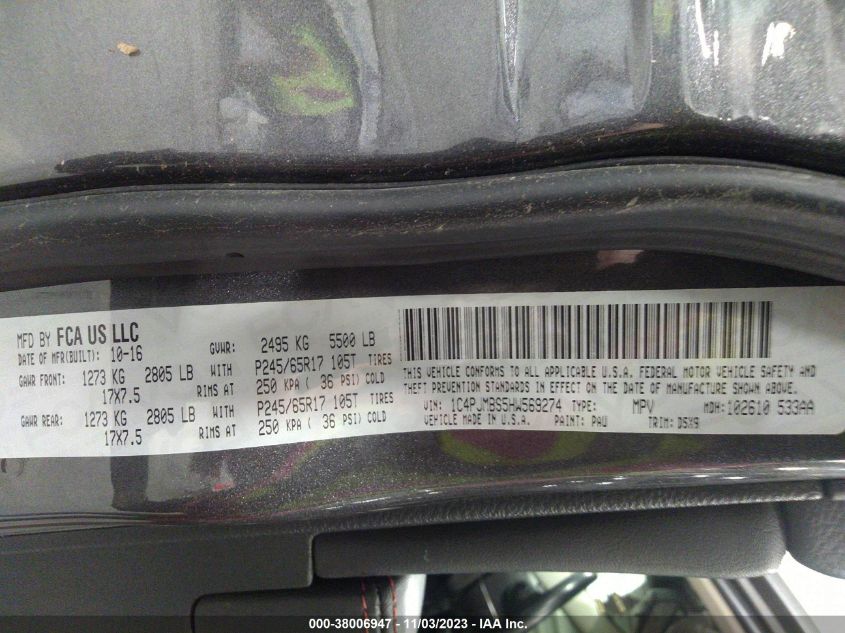 MFD BY FCA US LLC
DATE OF MFR(BUILT): 10-16 GVWR: 2495 KG 5500 LB
GAWR FRONT: 1273 KG 2805 LB WITH P245/65R17 105T TIRES
17X7.5 RIMS AT 250 KPA ( 36 PSI) COLD
GAWR REAR: 1273 KG 2805 LB WITH P245/65R17 105T TIRES
17X7.5 RIMS AT 250 KPA ( 36 PSI) COLD
THIS VEHICLE CONFORMS TO ALL APPLICABLE U.S.A. FEDERAL MOTOR VEHICLE SAFETY AND
THEFT PREVENTION STANDARDS IN EFFECT ON THE DATE OF MANUFACTURE SHOWN ABOVE.
VIN: 1C4PJMBS5HW569274 TYPE: MPV MDH: 102610 533AA
VEHICLE MADE IN U.S.A. PAINT: PAU TRIM: D5X9
000-38006947 - 11/03/2023 - IAA Inc.